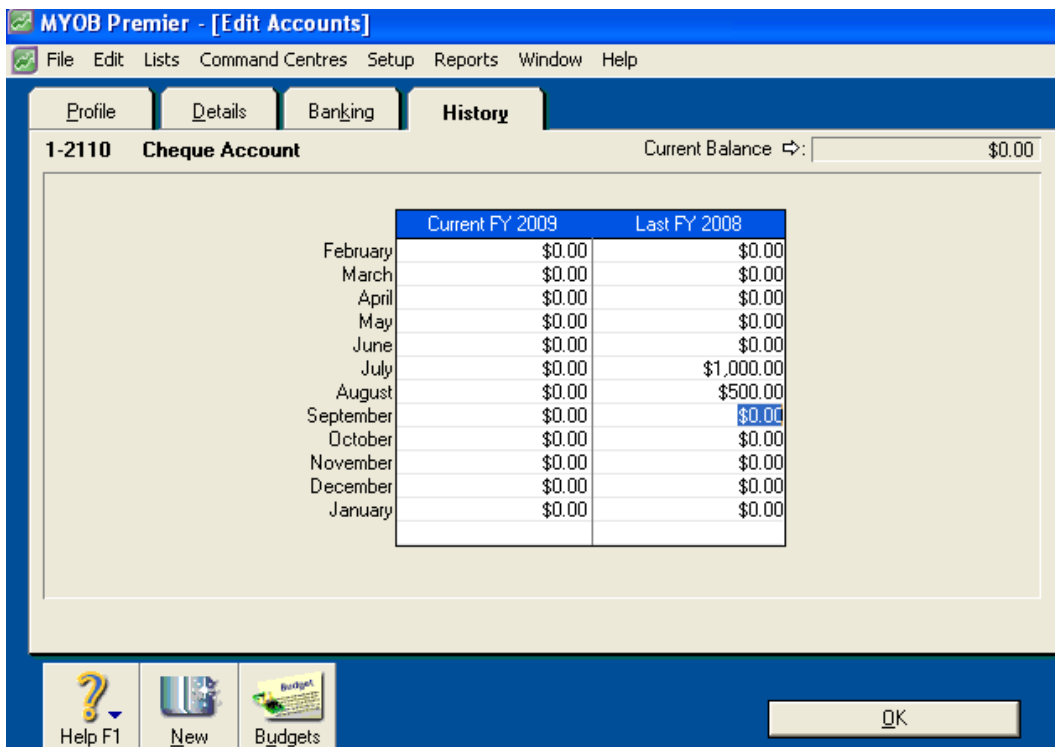 MYOB Premier - [Edit Accounts]
File Edit Lists Command Centres Setup Reports Window Help
Profile Details Banking History
1-2110 Cheque Account Current Balance ⇨: $0.00
Current FY 2009 Last FY 2008
February $0.00 $0.00
March $0.00 $0.00
April $0.00 $0.00
May $0.00 $0.00
June $0.00 $0.00
July $0.00 $1,000.00
August $0.00 $500.00
September $0.00 $0.00
October $0.00 $0.00
November $0.00 $0.00
December $0.00 $0.00
January $0.00 $0.00
Budget
Help F1 New Budgets OK